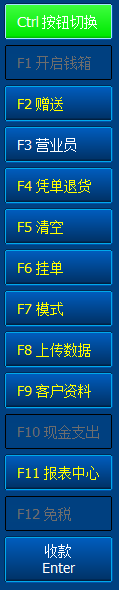 Ctrl 按钮切换
F1 开启钱箱
F2 赠送
F3 营业员
F4 凭单退货
F5 清空
F6 挂单
F7 模式
F8 上传数据
F9 客户资料
F10 现金支出
F11 报表中心
F12 免税
收款
Enter